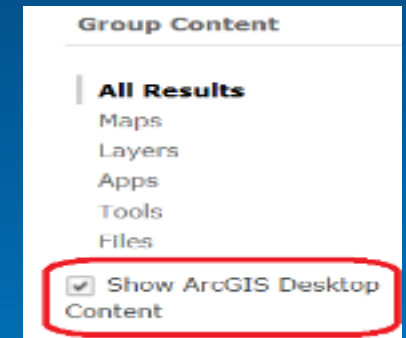 Group Content
All Results
Maps
Layers
Apps
Tools
Files
Show ArcGIS Desktop
Content